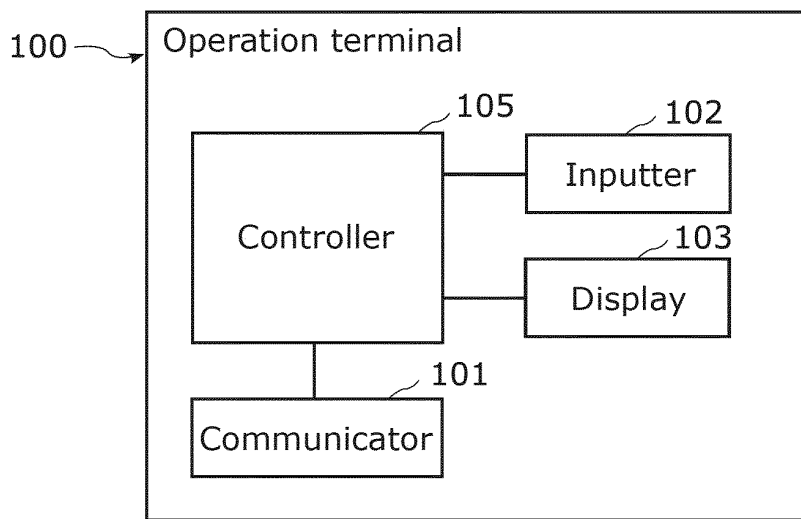 Operation terminal
100
105
102
Inputter
Controller
103
Display
101
Communicator